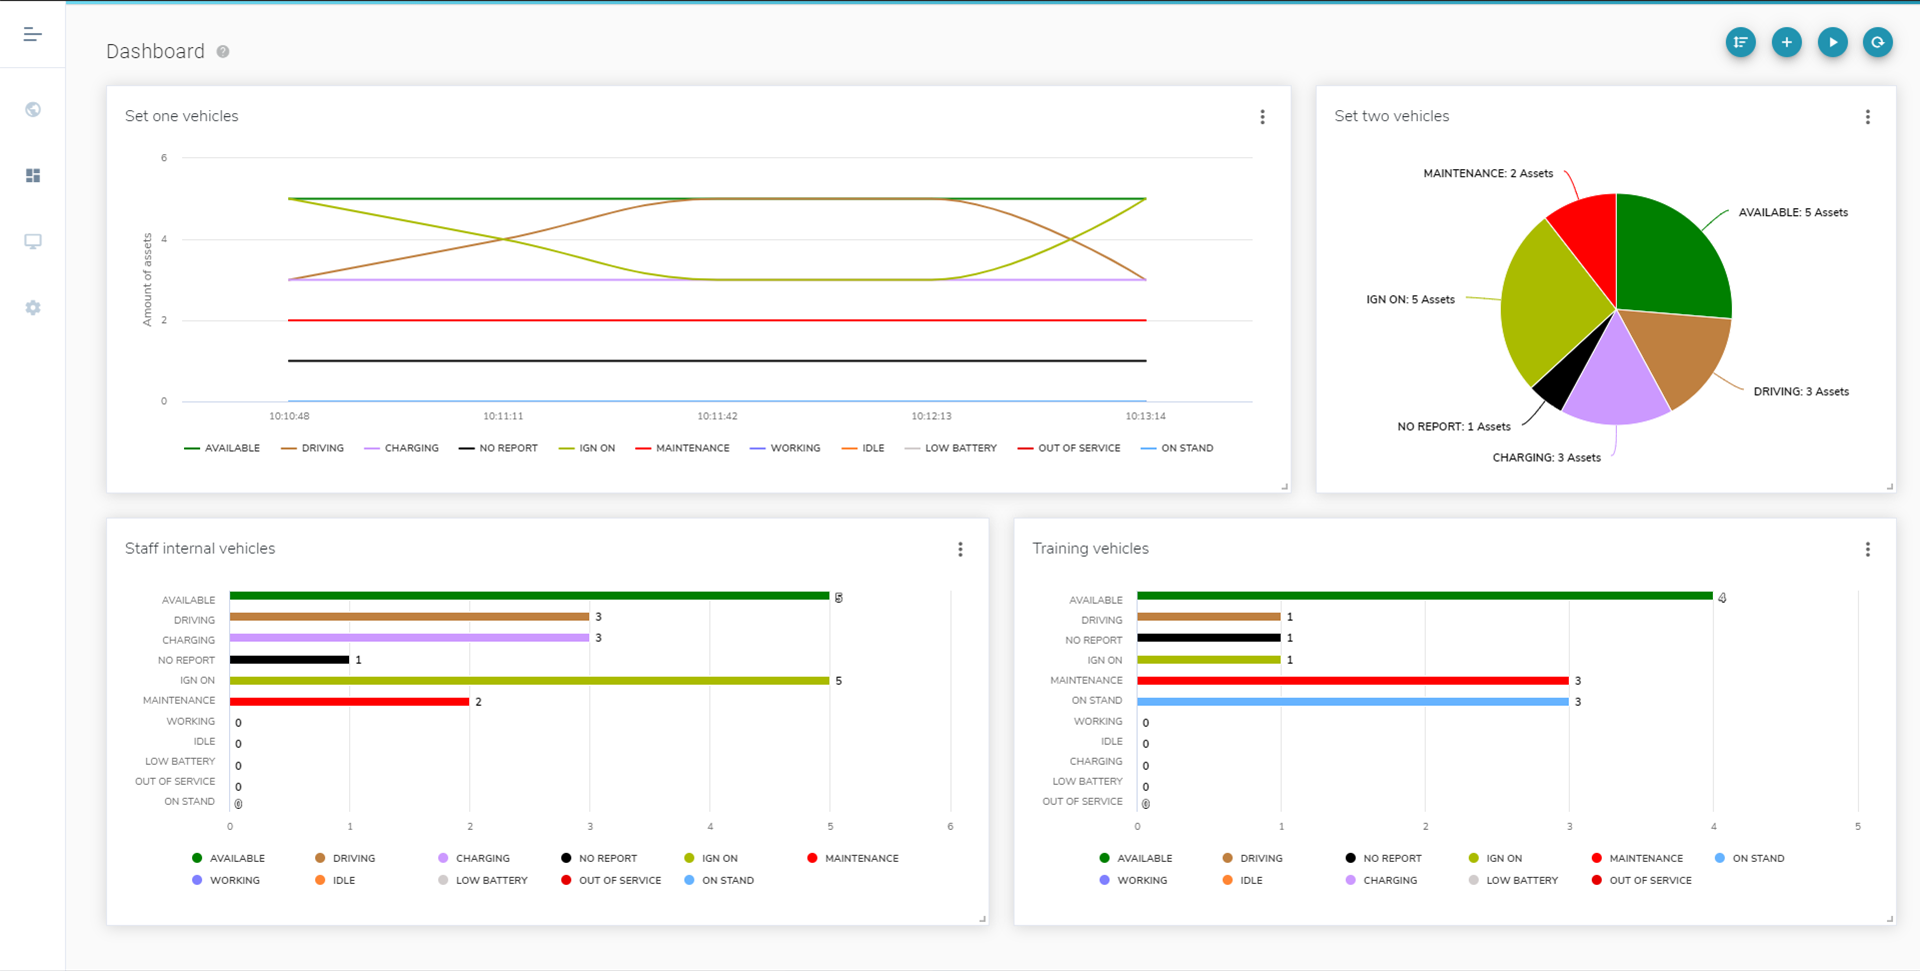 Dashboard ?
Set one vehicles
6
4
2
0
Amount of assets
10:10:48 10:11:11 10:11:42 10:12:13 10:13:14
AVAILABLE DRIVING CHARGING NO REPORT IGN ON MAINTENANCE WORKING IDLE LOW BATTERY OUT OF SERVICE ON STAND
Set two vehicles
MAINTENANCE: 2 Assets
AVAILABLE: 5 Assets
IGN ON: 5 Assets
DRIVING: 3 Assets
NO REPORT: 1 Assets
CHARGING: 3 Assets
Staff internal vehicles
AVAILABLE 5
DRIVING 3
CHARGING 3
NO REPORT 1
IGN ON 5
MAINTENANCE 2
WORKING 0
IDLE 0
LOW BATTERY 0
OUT OF SERVICE 0
ON STAND 0
0 1 2 3 4 5 6
AVAILABLE DRIVING CHARGING NO REPORT IGN ON MAINTENANCE
WORKING IDLE LOW BATTERY OUT OF SERVICE ON STAND
Training vehicles
AVAILABLE 4
DRIVING 1
NO REPORT 1
IGN ON 1
MAINTENANCE 3
ON STAND 3
WORKING 0
IDLE 0
CHARGING 0
LOW BATTERY 0
OUT OF SERVICE 0
0 1 2 3 4 5
AVAILABLE DRIVING NO REPORT IGN ON MAINTENANCE ON STAND
WORKING IDLE CHARGING LOW BATTERY OUT OF SERVICE